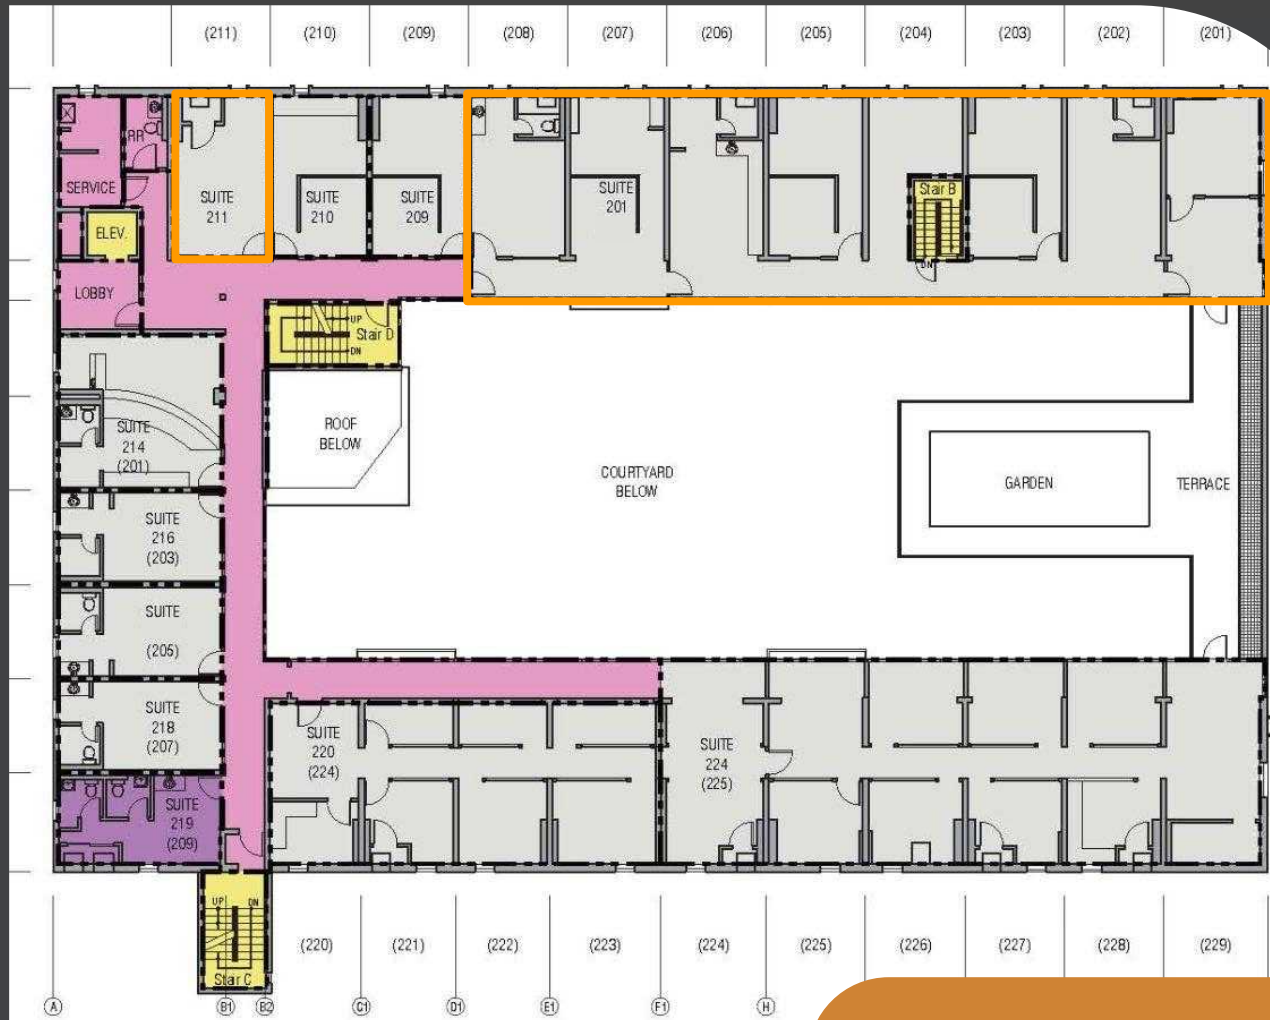 (211) (210) (209) (208) (207) (206) (205) (204) (203) (202) (201)
RR
SERVICE
SUITE
211
SUITE
210
SUITE
209
SUITE
201
Stair B
DN
ELEV.
LOBBY
UP
Stair D
DN
SUITE
214
(201)
ROOF
BELOW
COURTYARD
BELOW
GARDEN
TERRACE
SUITE
216
(203)
SUITE
(205)
SUITE
218
(207)
SUITE
219
(209)
SUITE
220
(224)
SUITE
224
(225)
UP DN
Stair C
(220) (221) (222) (223) (224) (225) (226) (227) (228) (229)
A B1 B2 C1 D1 E1 F1 H